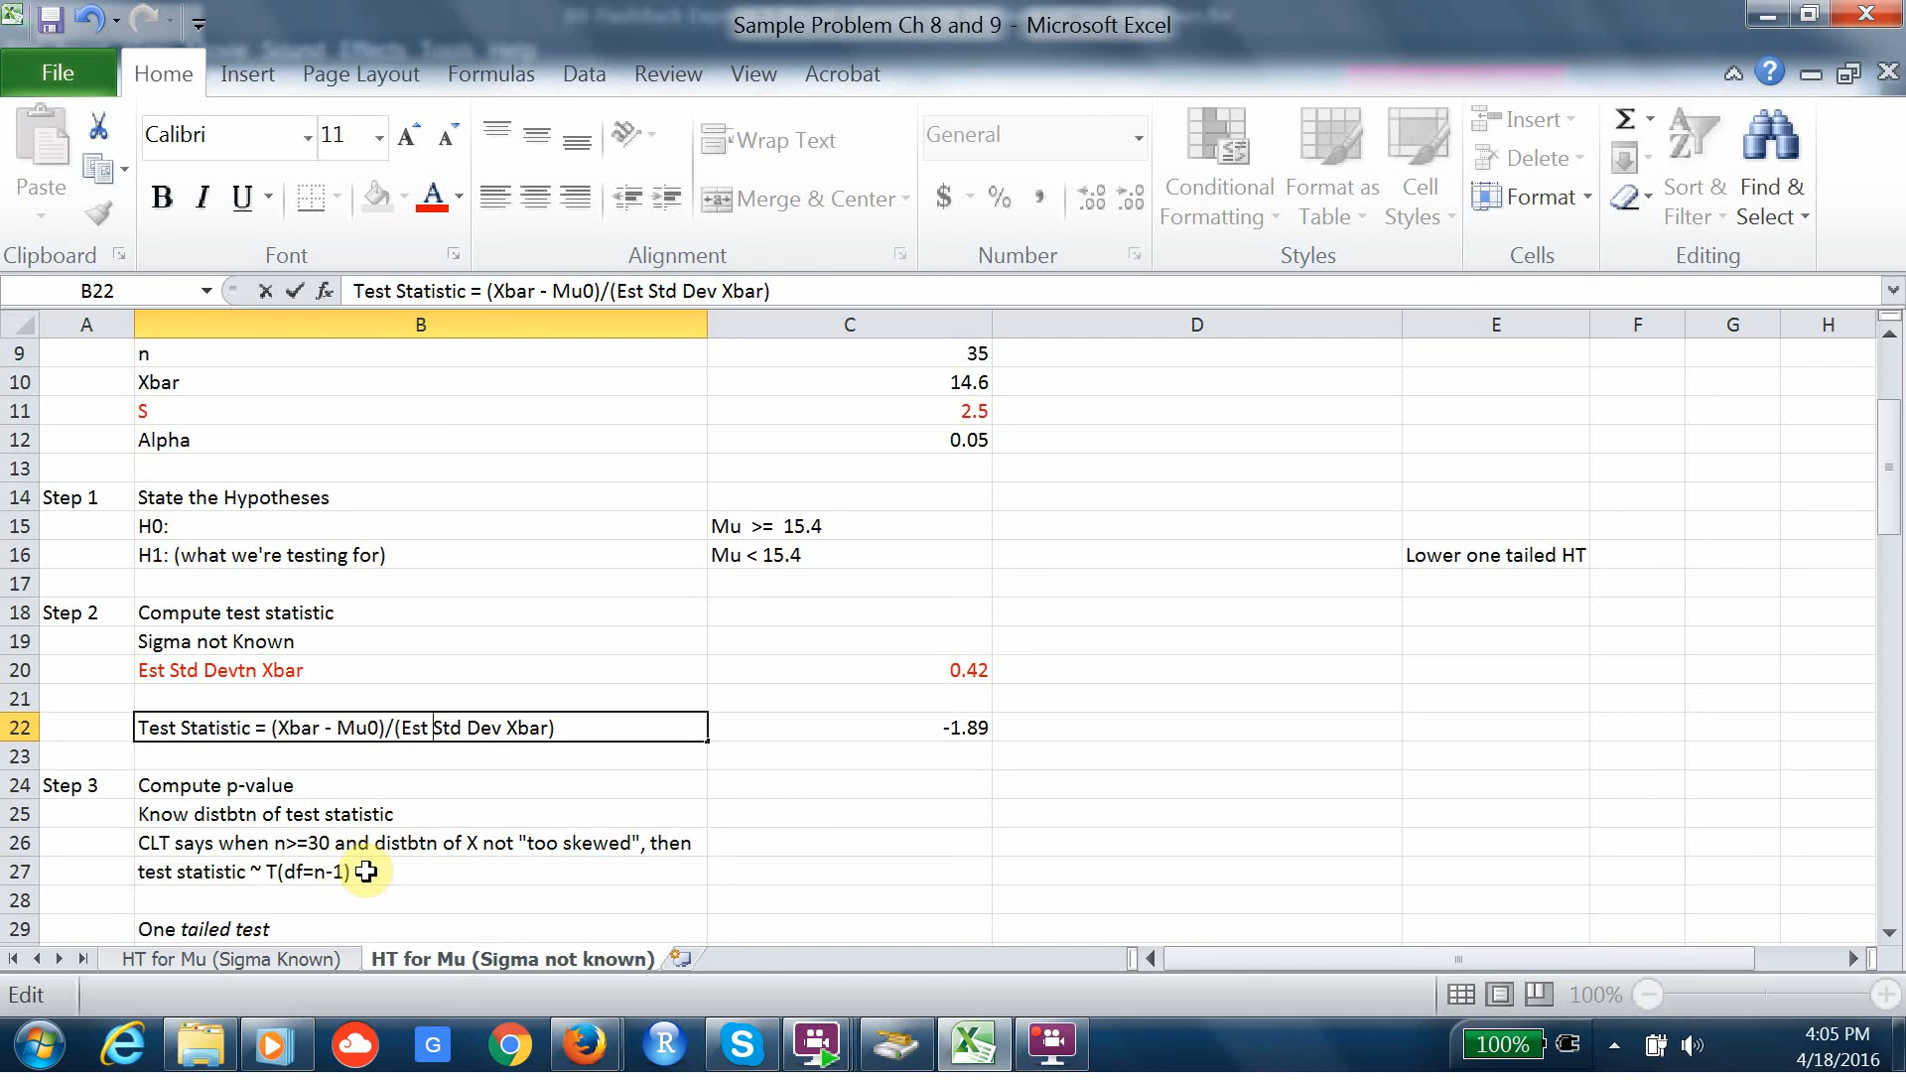 Sample Problem Ch 8 and 9 - Microsoft Excel
File Home Insert Page Layout Formulas Data Review View Acrobat
Paste
Calibri 11
B I U A
Wrap Text
Merge & Center
General
$ % ,
Conditional Formatting
Format as Table
Cell Styles
Insert
Delete
Format
Σ
Sort & Filter
Find & Select
Clipboard Font Alignment Number Styles Cells Editing
B22 fx Test Statistic = (Xbar - Mu0)/(Est Std Dev Xbar)
A B C D E F G H
9 n 35
10 Xbar 14.6
11 S 2.5
12 Alpha 0.05
13
14 Step 1 State the Hypotheses
15 H0: Mu >= 15.4
16 H1: (what we're testing for) Mu < 15.4 Lower one tailed HT
17
18 Step 2 Compute test statistic
19 Sigma not Known
20 Est Std Devtn Xbar 0.42
21
22 Test Statistic = (Xbar - Mu0)/(Est Std Dev Xbar) -1.89
23
24 Step 3 Compute p-value
25 Know distbtn of test statistic
26 CLT says when n>=30 and distbtn of X not "too skewed", then
27 test statistic ~ T(df=n-1)
28
29 One tailed test
HT for Mu (Sigma Known) HT for Mu (Sigma not known)
Edit 100%
100% 4:05 PM
4/18/2016